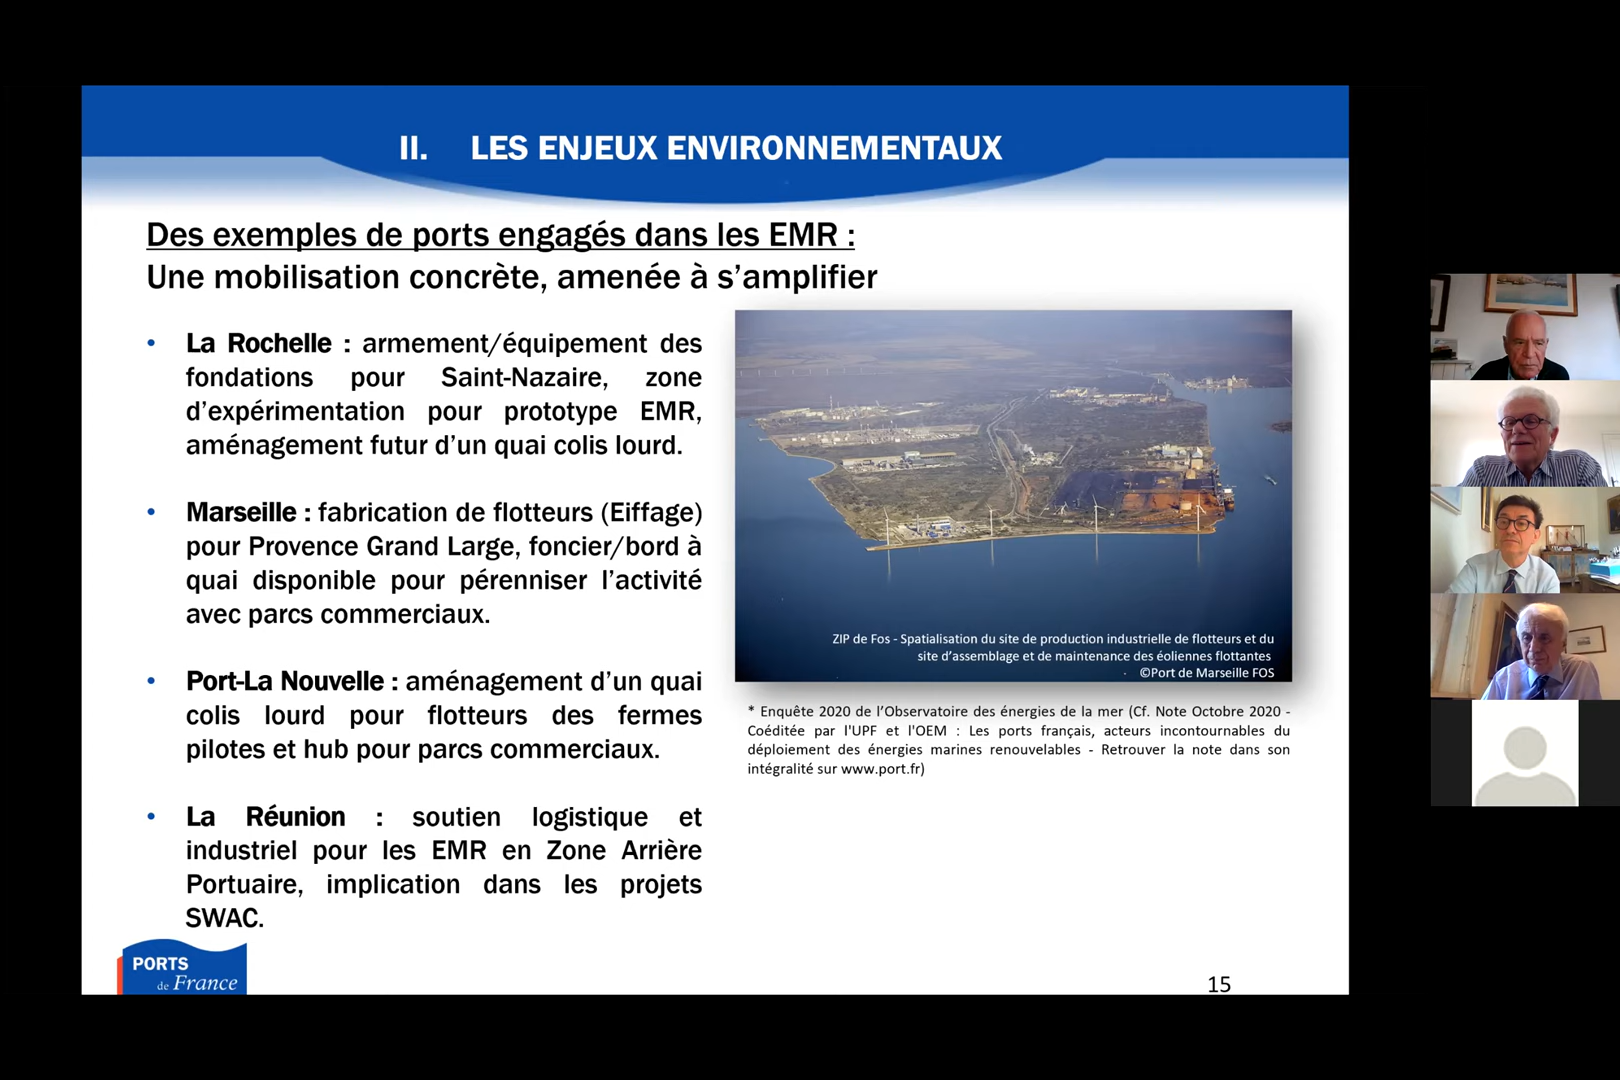 II. LES ENJEUX ENVIRONNEMENTAUX
Des exemples de ports engagés dans les EMR :
Une mobilisation concrète, amenée à s’amplifier
• La Rochelle : armement/équipement des
fondations pour Saint-Nazaire, zone
d’expérimentation pour prototype EMR,
aménagement futur d’un quai colis lourd.
• Marseille : fabrication de flotteurs (Eiffage)
pour Provence Grand Large, foncier/bord à
quai disponible pour pérenniser l’activité
avec parcs commerciaux.
• Port-La Nouvelle : aménagement d’un quai
colis lourd pour flotteurs des fermes
pilotes et hub pour parcs commerciaux.
• La Réunion : soutien logistique et
industriel pour les EMR en Zone Arrière
Portuaire, implication dans les projets
SWAC.
ZIP de Fos - Spatialisation du site de production industrielle de flotteurs et du
site d’assemblage et de maintenance des éoliennes flottantes
©Port de Marseille FOS
* Enquête 2020 de l’Observatoire des énergies de la mer (Cf. Note Octobre 2020 -
Coéditée par l'UPF et l'OEM : Les ports français, acteurs incontournables du
déploiement des énergies marines renouvelables - Retrouver la note dans son
intégralité sur www.port.fr)
PORTS
de France
15